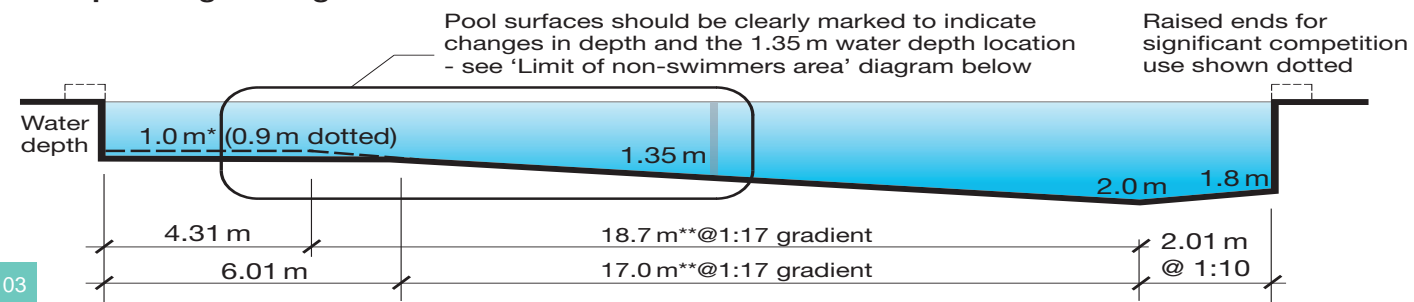 Pool surfaces should be clearly marked to indicate
changes in depth and the 1.35 m water depth location
- see ‘Limit of non-swimmers area’ diagram below
Raised ends for
significant competition
use shown dotted
Water
depth
1.0 m* (0.9 m dotted)
1.35 m
2.0 m
1.8 m
4.31 m
18.7 m**@1:17 gradient
2.01 m
@ 1:10
6.01 m
17.0 m**@1:17 gradient
03